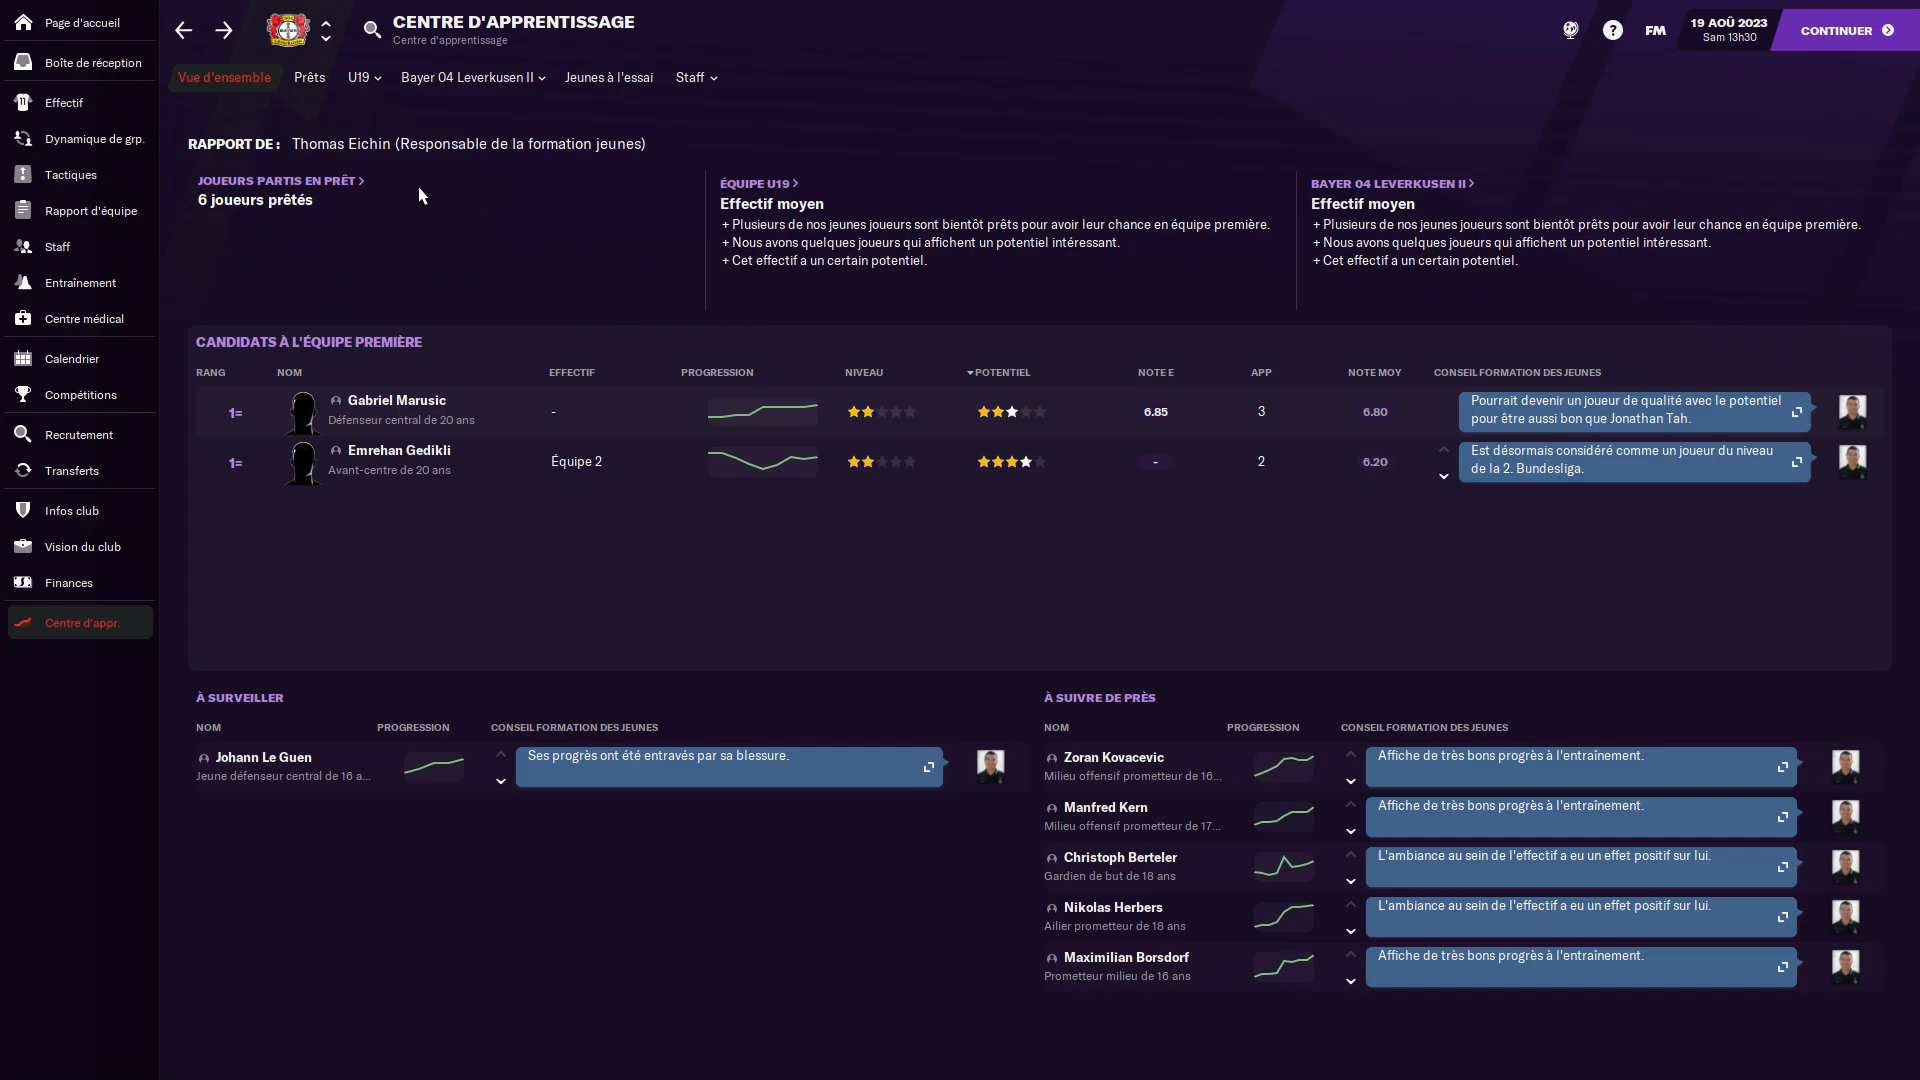 Page d'accueil
Boîte de réception
Effectif
Dynamique de grp.
Tactiques
Rapport d'équipe
Staff
Entraînement
Centre médical
Calendrier
Compétitions
Recrutement
Transferts
Infos club
Vision du club
Finances
Centre d'appr.
CENTRE D'APPRENTISSAGE
Centre d'apprentissage
FM
19 AOÛ 2023
Sam 13h30
CONTINUER
Vue d'ensemble Prêts U19 Bayer 04 Leverkusen II Jeunes à l'essai Staff
RAPPORT DE : Thomas Eichin (Responsable de la formation jeunes)
JOUEURS PARTIS EN PRÊT >
6 joueurs prêtés
ÉQUIPE U19 >
Effectif moyen
+ Plusieurs de nos jeunes joueurs sont bientôt prêts pour avoir leur chance en équipe première.
+ Nous avons quelques joueurs qui affichent un potentiel intéressant.
+ Cet effectif a un certain potentiel.
BAYER 04 LEVERKUSEN II >
Effectif moyen
+ Plusieurs de nos jeunes joueurs sont bientôt prêts pour avoir leur chance en équipe première.
+ Nous avons quelques joueurs qui affichent un potentiel intéressant.
+ Cet effectif a un certain potentiel.
CANDIDATS À L'ÉQUIPE PREMIÈRE
RANG NOM EFFECTIF PROGRESSION NIVEAU POTENTIEL NOTE E APP NOTE MOY CONSEIL FORMATION DES JEUNES
1= Gabriel Marusic - 6.85 3 6.80
Défenseur central de 20 ans
Pourrait devenir un joueur de qualité avec le potentiel
pour être aussi bon que Jonathan Tah.
1= Emrehan Gedikli Équipe 2 - 2 6.20
Avant-centre de 20 ans
Est désormais considéré comme un joueur du niveau
de la 2. Bundesliga.
À SURVEILLER
NOM PROGRESSION CONSEIL FORMATION DES JEUNES
Johann Le Guen
Jeune défenseur central de 16 a...
Ses progrès ont été entravés par sa blessure.
À SUIVRE DE PRÈS
NOM PROGRESSION CONSEIL FORMATION DES JEUNES
Zoran Kovacevic
Milieu offensif prometteur de 16...
Affiche de très bons progrès à l'entraînement.
Manfred Kern
Milieu offensif prometteur de 17...
Affiche de très bons progrès à l'entraînement.
Christoph Berteler
Gardien de but de 18 ans
L'ambiance au sein de l'effectif a eu un effet positif sur lui.
Nikolas Herbers
Ailier prometteur de 18 ans
L'ambiance au sein de l'effectif a eu un effet positif sur lui.
Maximilian Borsdorf
Prometteur milieu de 16 ans
Affiche de très bons progrès à l'entraînement.